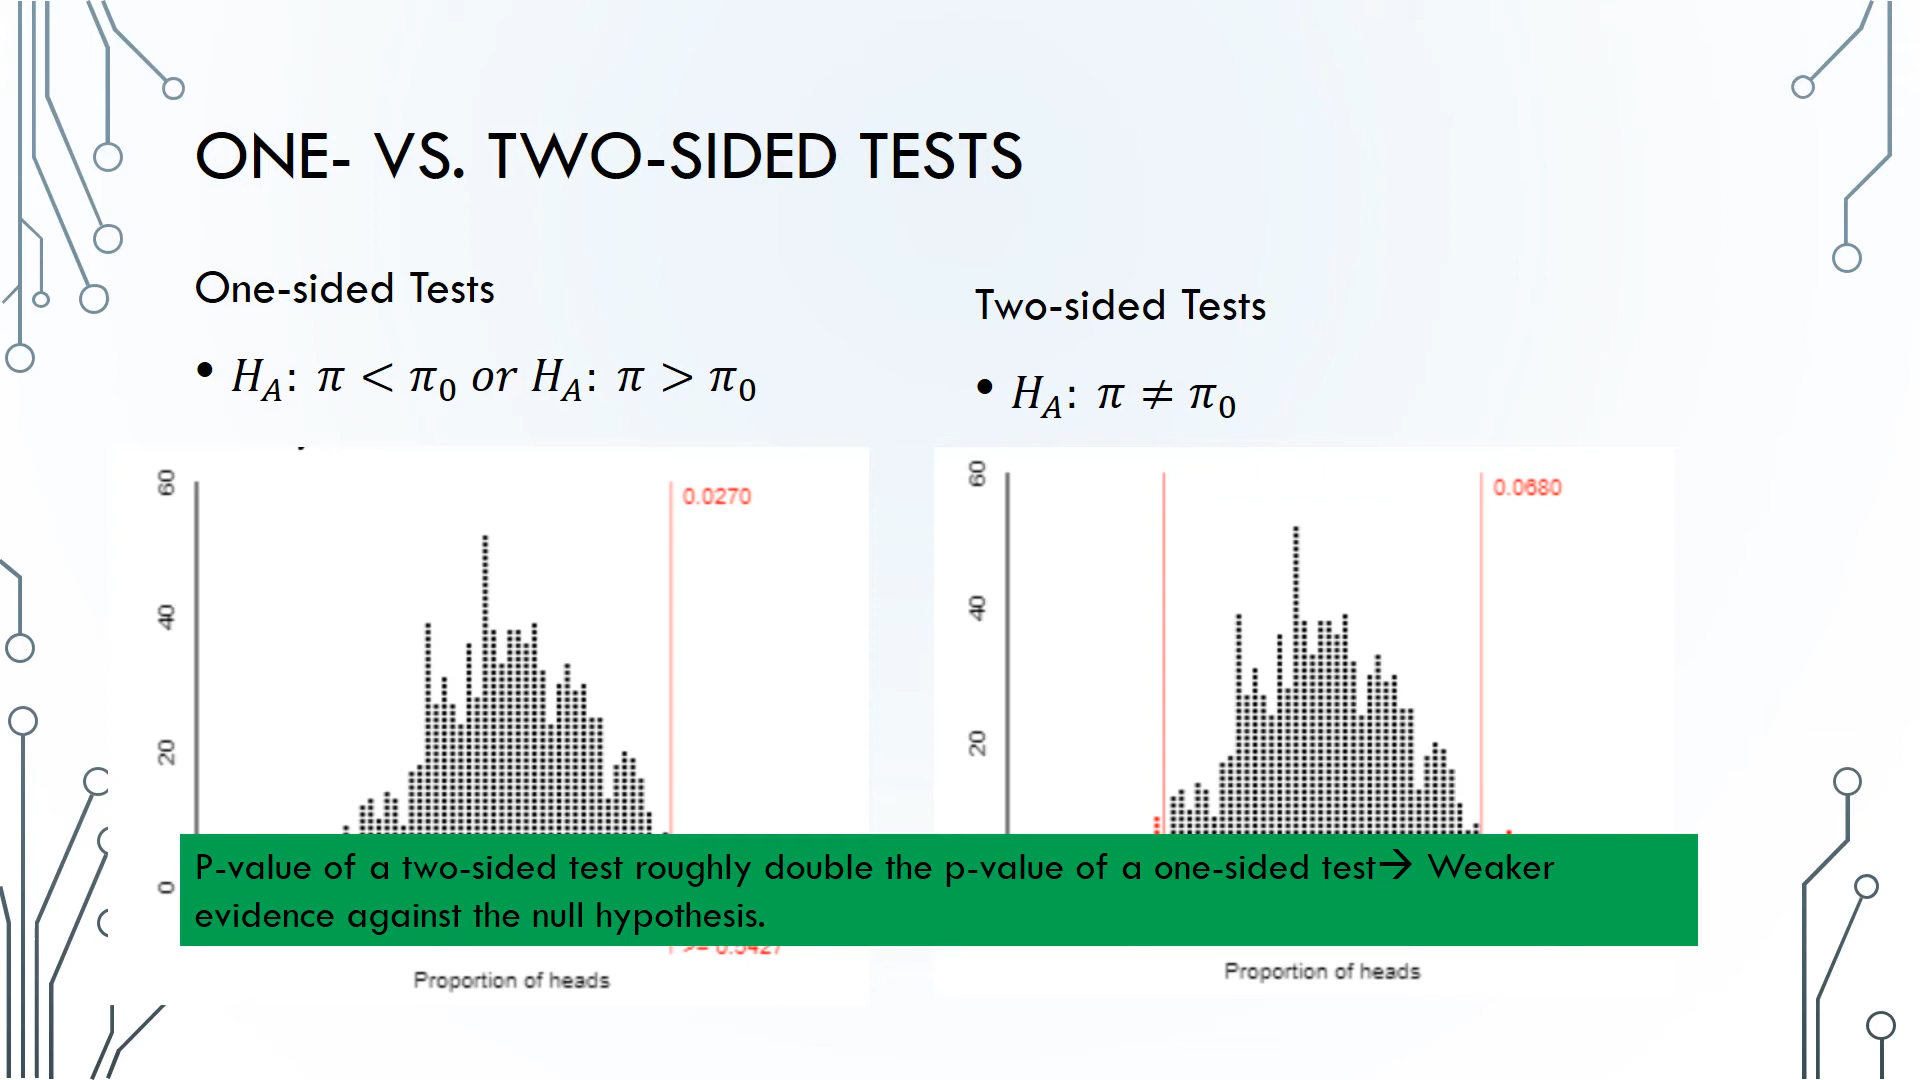 ONE- VS. TWO-SIDED TESTS
One-sided Tests
• H_A: π < π_0 or H_A: π > π_0
Two-sided Tests
• H_A: π ≠ π_0
60
40
20
0
0.0270
Proportion of heads
60
40
20
0.0680
Proportion of heads
P-value of a two-sided test roughly double the p-value of a one-sided test→ Weaker
evidence against the null hypothesis.